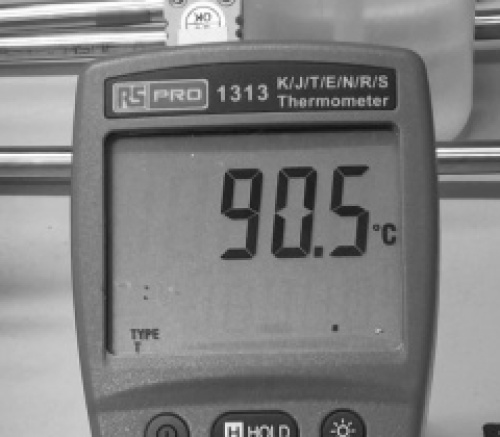 RS PRO 1313 K/J/T/E/N/R/S
Thermometer
90.5 °C
TYPE
T
H HOLD